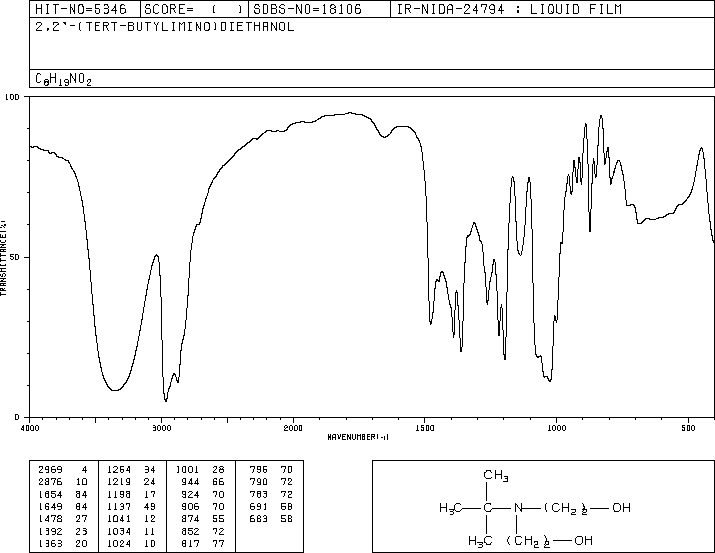 HIT-NO=5346 SCORE= ( ) SDBS-NO=18106 IR-NIDA-24794 : LIQUID FILM
2,2'-(TERT-BUTYLIMINO)DIETHANOL
C8H19NO2
100
50
0
TRANSMITTANCE(%)
4000 3000 2000 1500 1000 500
WAVENUMBER(-1)
2969 4 1264 34 1001 28 796 70
2876 10 1219 24 944 66 790 72
1854 84 1198 17 924 70 783 72
1649 84 1137 49 906 70 691 58
1478 27 1041 12 874 55 683 58
1392 23 1034 11 852 72
1363 20 1024 10 817 77
CH3
H3C C N (CH2)2 OH
H3C (CH2)2 OH